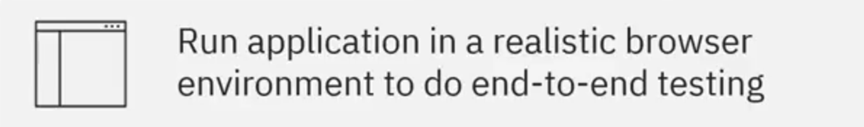 Run application in a realistic browser
environment to do end-to-end testing